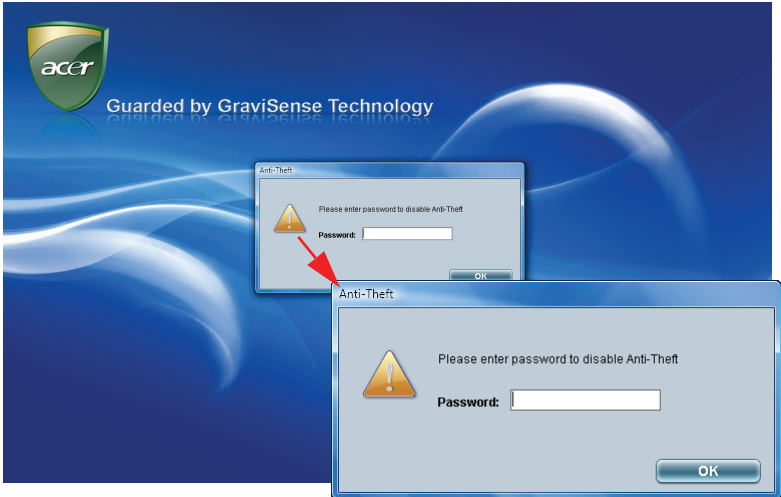 acer
Guarded by GraviSense Technology
Anti-Theft
Please enter password to disable Anti-Theft
Password:
OK
Anti-Theft
Please enter password to disable Anti-Theft
Password:
OK